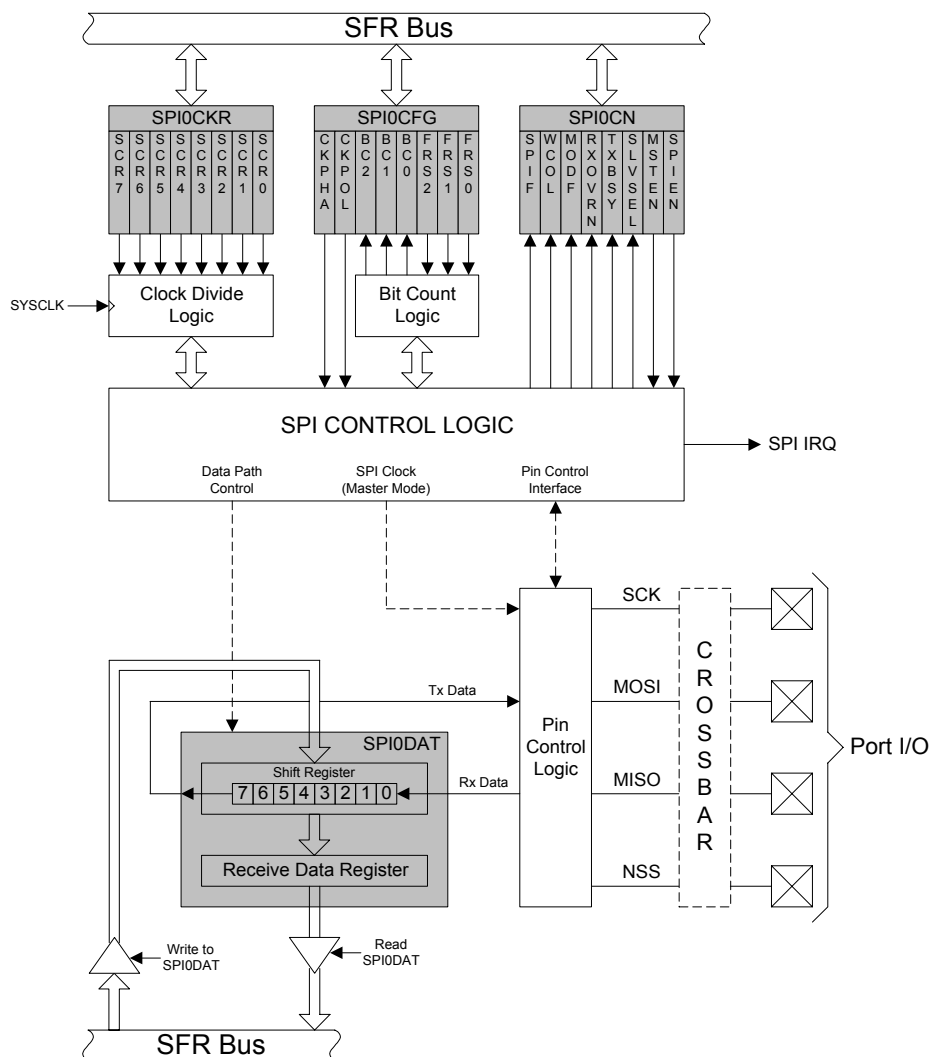 SFR Bus
SPI0CKR
SCR7
SCR6
SCR5
SCR4
SCR3
SCR2
SCR1
SCR0
SPI0CFG
CKPHA
CKPOL
BC2
BC1
BC0
FRS2
FRS1
FRS0
SPI0CN
SPIF
WCOL
MODF
RXOVRN
TXBSY
SLVSEL
MSTEN
SPIEN
SYSCLK
Clock Divide
Logic
Bit Count
Logic
SPI CONTROL LOGIC
SPI IRQ
Data Path
Control
SPI Clock
(Master Mode)
Pin Control
Interface
SCK
MOSI
MISO
NSS
Pin
Control
Logic
CROSSBAR
Port I/O
Tx Data
SPI0DAT
Shift Register
7 6 5 4 3 2 1 0
Rx Data
Receive Data Register
Write to
SPI0DAT
Read
SPI0DAT
SFR Bus